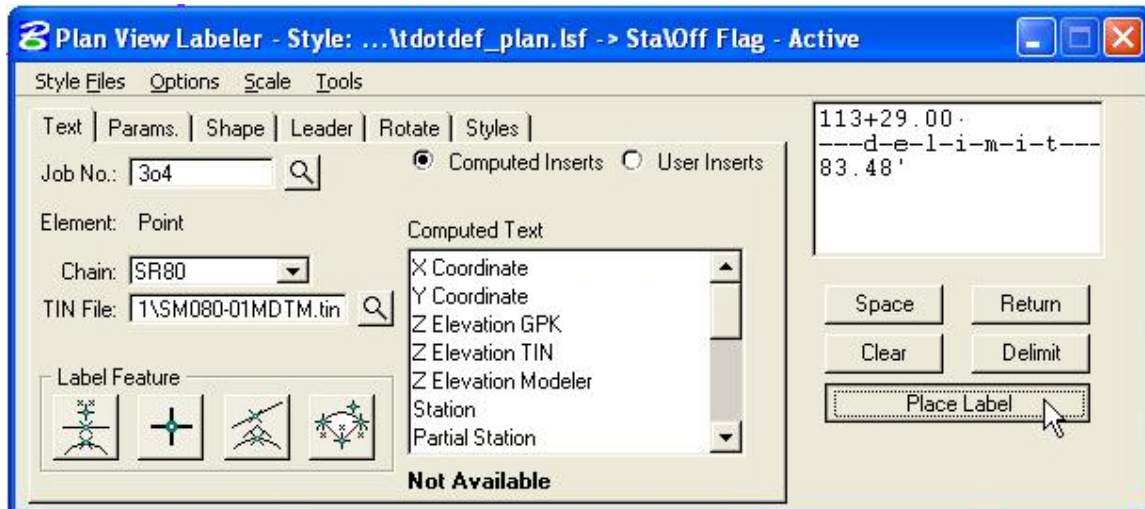 Plan View Labeler - Style: ...\tdotdef_plan.lsf -> Sta\Off Flag - Active
Style Files Options Scale Tools
Text Params. Shape Leader Rotate Styles
Job No.: 3o4
Computed Inserts User Inserts
Element: Point
Chain: SR80
TIN File: 1\SM080-01MDTM.tin
Label Feature
Computed Text
X Coordinate
Y Coordinate
Z Elevation GPK
Z Elevation TIN
Z Elevation Modeler
Station
Partial Station
Not Available
113+29.00
---d-e-l-i-m-i-t---
83.48'
Space Return
Clear Delimit
Place Label